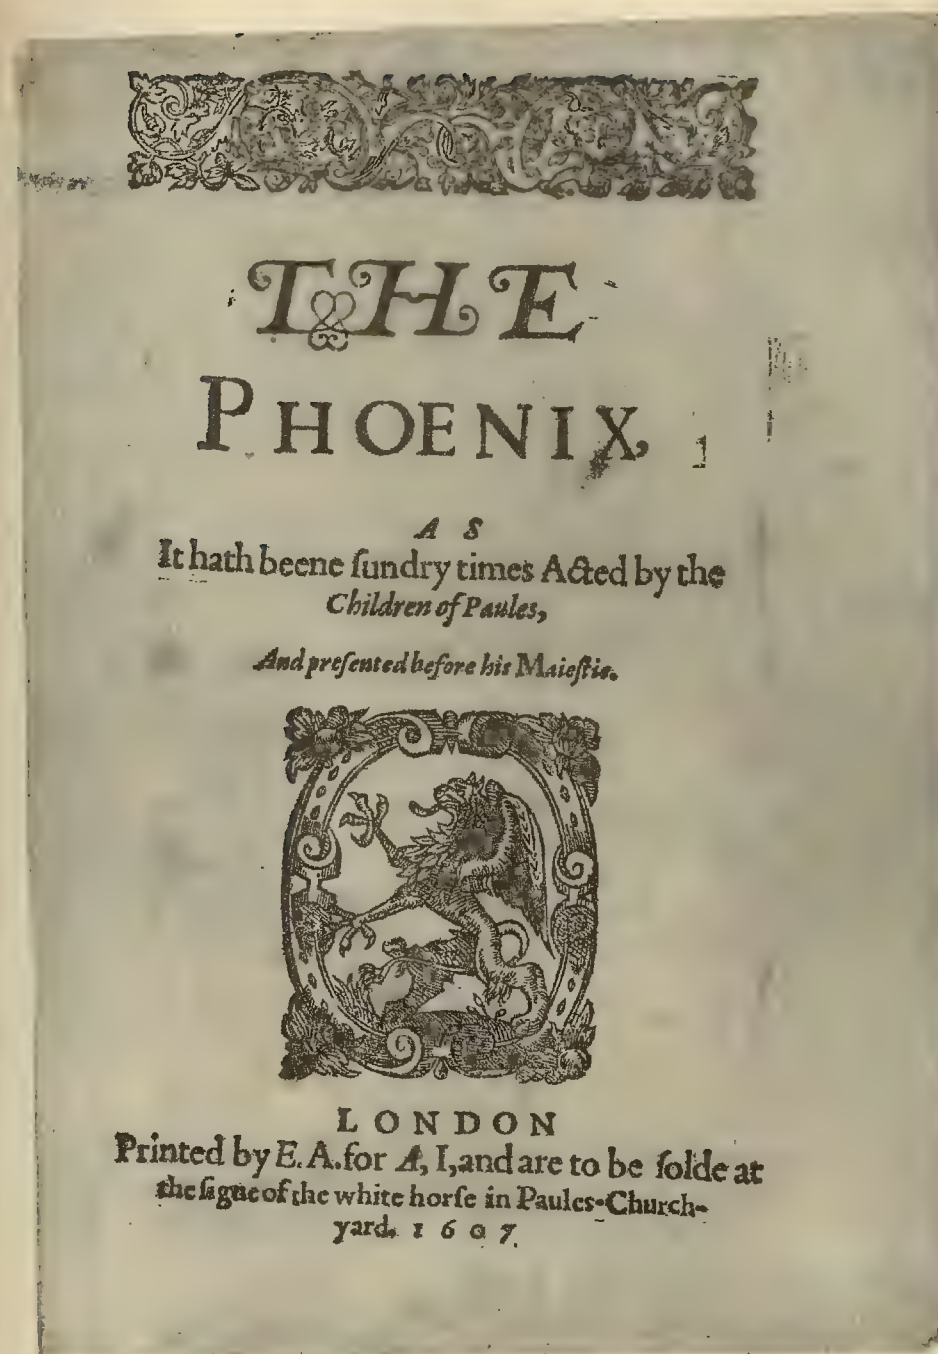 THE
PHOENIX,
AS
It hath beene ſundry times Acted by the
Children of Paules,
And preſented before his Maieſtie.
LONDON
Printed by E. A. for A, I, and are to be ſolde at
the ſigne of the white horſe in Paules-Church-
yard. 1607.